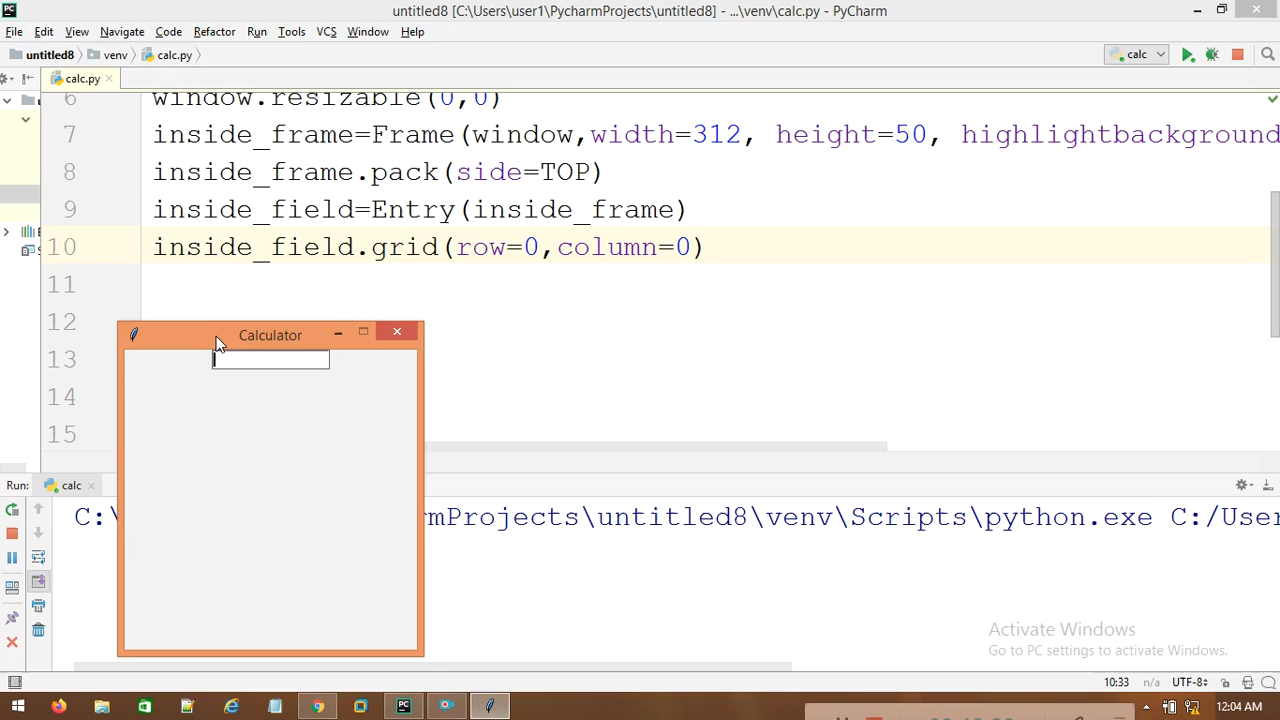 untitled8 [C:\Users\user1\PycharmProjects\untitled8] - ...\venv\calc.py - PyCharm
File Edit View Navigate Code Refactor Run Tools VCS Window Help
untitled8 venv calc.py calc
calc.py
6 window.resizable(0,0)
7 inside_frame=Frame(window,width=312, height=50, highlightbackground
8 inside_frame.pack(side=TOP)
9 inside_field=Entry(inside_frame)
10 inside_field.grid(row=0,column=0)
11
12
13
14
15
Calculator
Run: calc
C:\ rmProjects\untitled8\venv\Scripts\python.exe C:/User
Activate Windows
Go to PC settings to activate Windows.
10:33 n/a UTF-8
12:04 AM